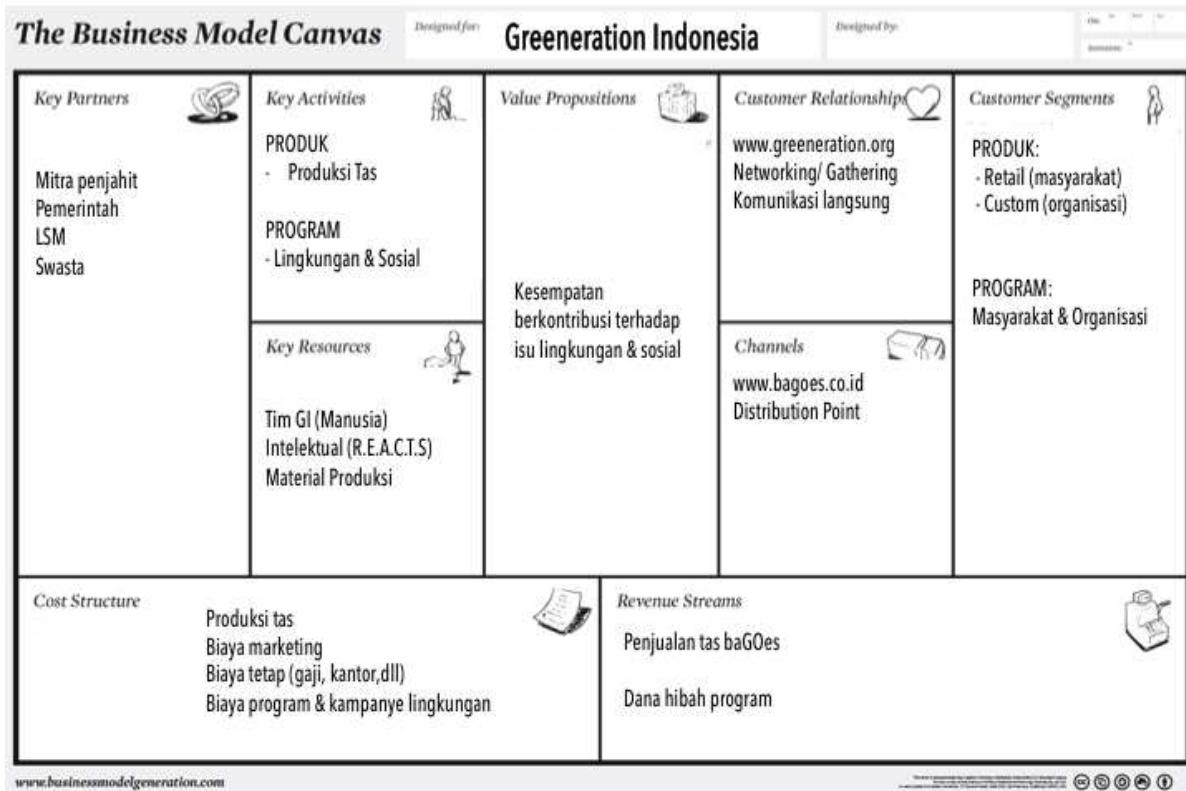 The Business Model Canvas
Designed for:
Greeneration Indonesia
Designed by:
Key Partners
Mitra penjahit
Pemerintah
LSM
Swasta
Key Activities
PRODUK
- Produksi Tas
PROGRAM
- Lingkungan & Sosial
Key Resources
Tim GI (Manusia)
Intelektual (R.E.A.C.T.S)
Material Produksi
Value Propositions
Kesempatan
berkontribusi terhadap
isu lingkungan & sosial
Customer Relationships
www.greeneration.org
Networking/ Gathering
Komunikasi langsung
Channels
www.bagoes.co.id
Distribution Point
Customer Segments
PRODUK:
- Retail (masyarakat)
- Custom (organisasi)
PROGRAM:
Masyarakat & Organisasi
Cost Structure
Produksi tas
Biaya marketing
Biaya tetap (gaji, kantor,dll)
Biaya program & kampanye lingkungan
Revenue Streams
Penjualan tas baGOes
Dana hibah program
www.businessmodelgeneration.com